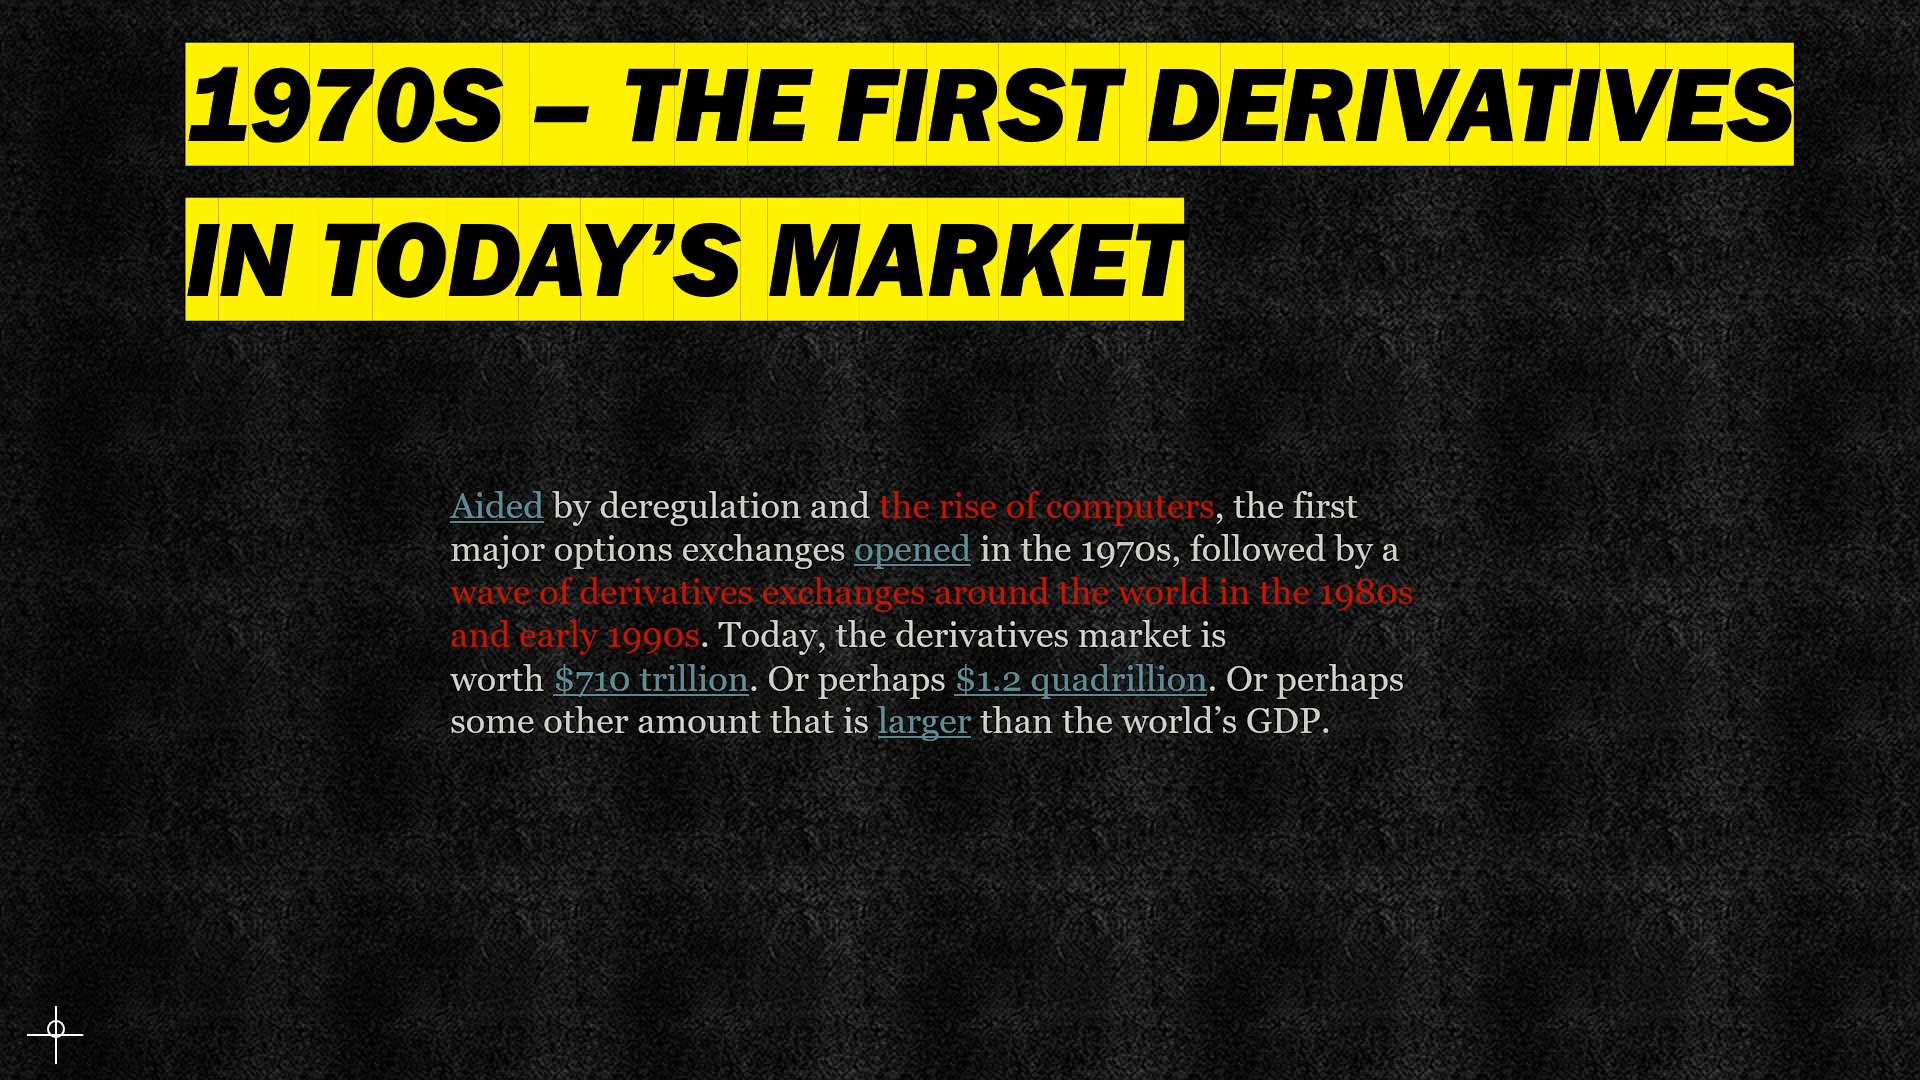 1970S – THE FIRST DERIVATIVES
IN TODAY’S MARKET
Aided by deregulation and the rise of computers, the first
major options exchanges opened in the 1970s, followed by a
wave of derivatives exchanges around the world in the 1980s
and early 1990s. Today, the derivatives market is
worth $710 trillion. Or perhaps $1.2 quadrillion. Or perhaps
some other amount that is larger than the world’s GDP.